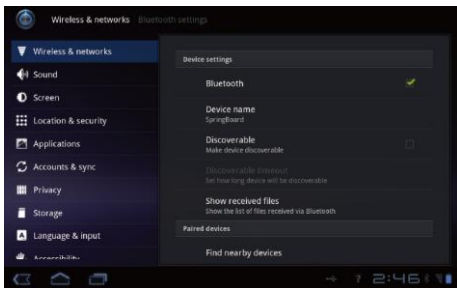 Wireless & networks Bluetooth settings
Wireless & networks
Sound
Screen
Location & security
Applications
Accounts & sync
Privacy
Storage
Language & input
Accessibility
Device settings
Bluetooth
Device name
SpringBoard
Discoverable
Make device discoverable
Discoverable timeout
Set how long device will be discoverable
Show received files
Show the list of files received via Bluetooth
Paired devices
Find nearby devices
? 2:46